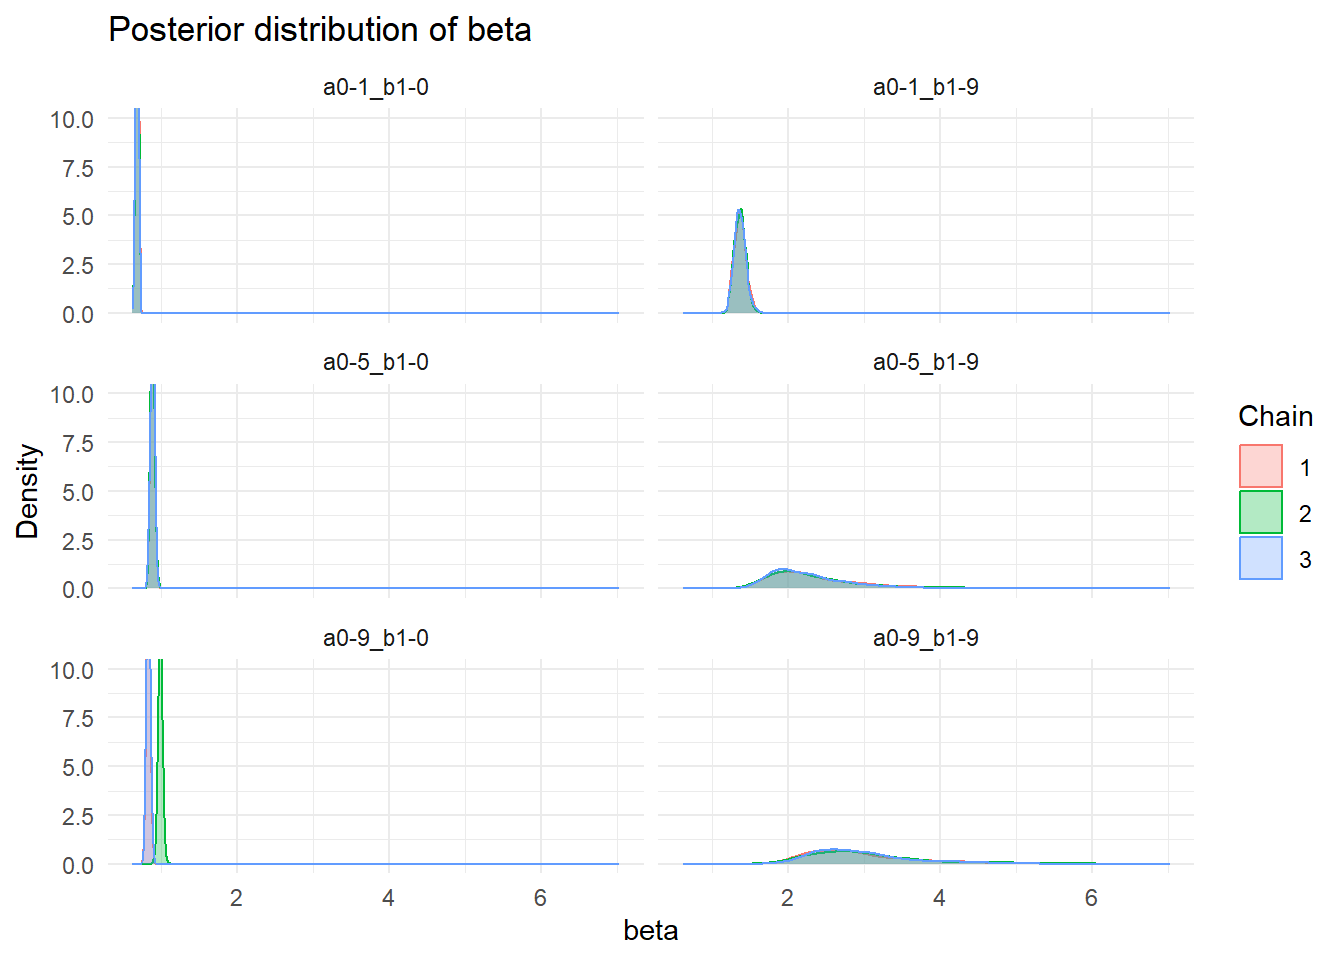 Posterior distribution of beta
a0-1_b1-0
a0-1_b1-9
10.0
7.5
5.0
2.5
0.0
a0-5_b1-0
a0-5_b1-9
10.0
7.5
5.0
2.5
0.0
Density
Chain
1
2
3
a0-9_b1-0
a0-9_b1-9
10.0
7.5
5.0
2.5
0.0
2 4 6
2 4 6
beta